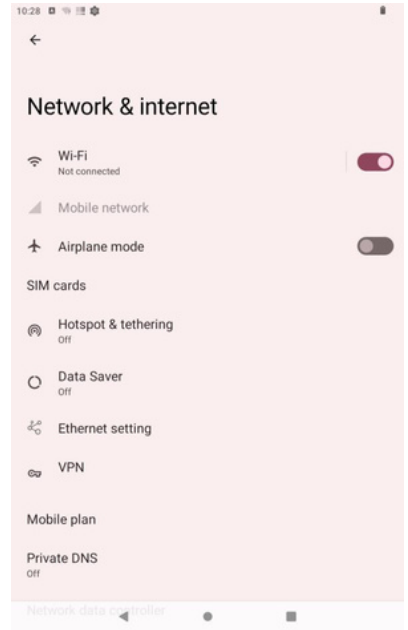 10:28
Network & internet
Wi-Fi
Not connected
Mobile network
Airplane mode
SIM cards
Hotspot & tethering
Off
Data Saver
Off
Ethernet setting
VPN
Mobile plan
Private DNS
Off
Network data controller